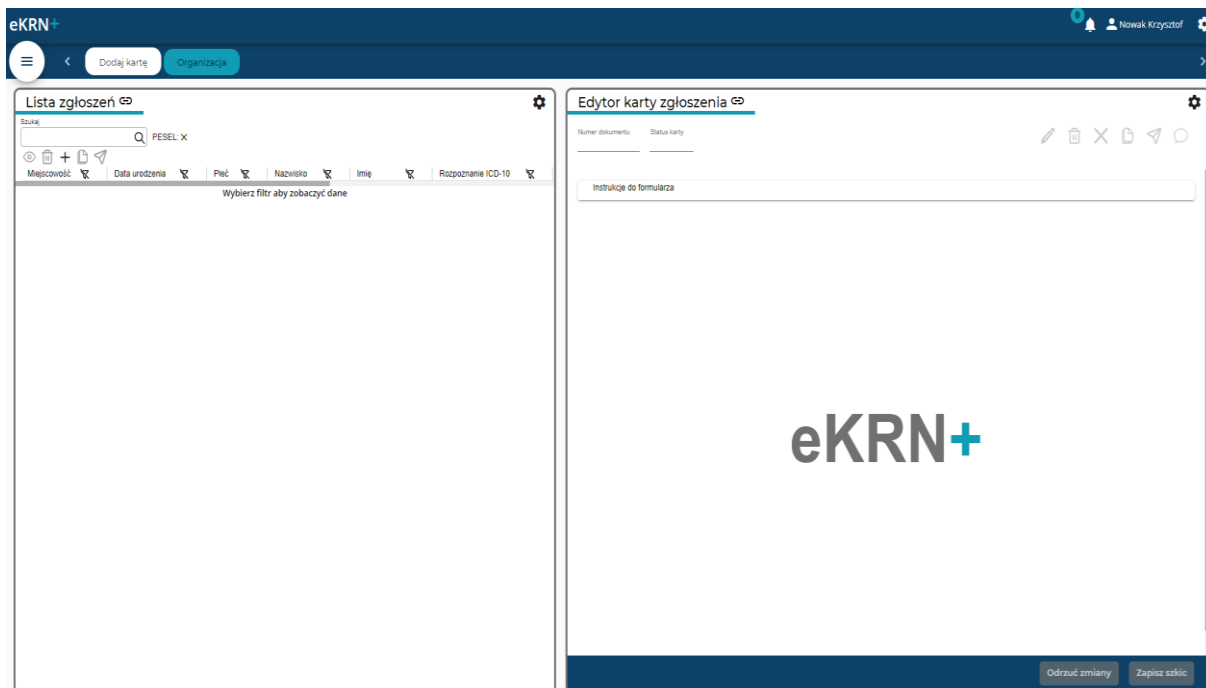 eKRN+
0
Nowak Krzysztof
Dodaj kartę
Organizacja
Lista zgłoszeń
Szukaj
PESEL: X
Miejscowość Data urodzenia Płeć Nazwisko Imię Rozpoznanie ICD-10
Wybierz filtr aby zobaczyć dane
Edytor karty zgłoszenia
Numer dokumentu Status karty
Instrukcje do formularza
eKRN+
Odrzuć zmiany Zapisz szkic